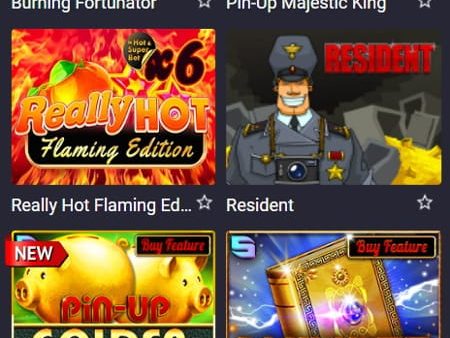 Burning Fortunator
Pin-Up Majestic King
Hot &
Super
Bet
x6
Really HOT
Flaming Edition
RESIDENT
Really Hot Flaming Ed...
Resident
NEW
Buy Feature
PiN-UP
GOLDEN
Buy Feature